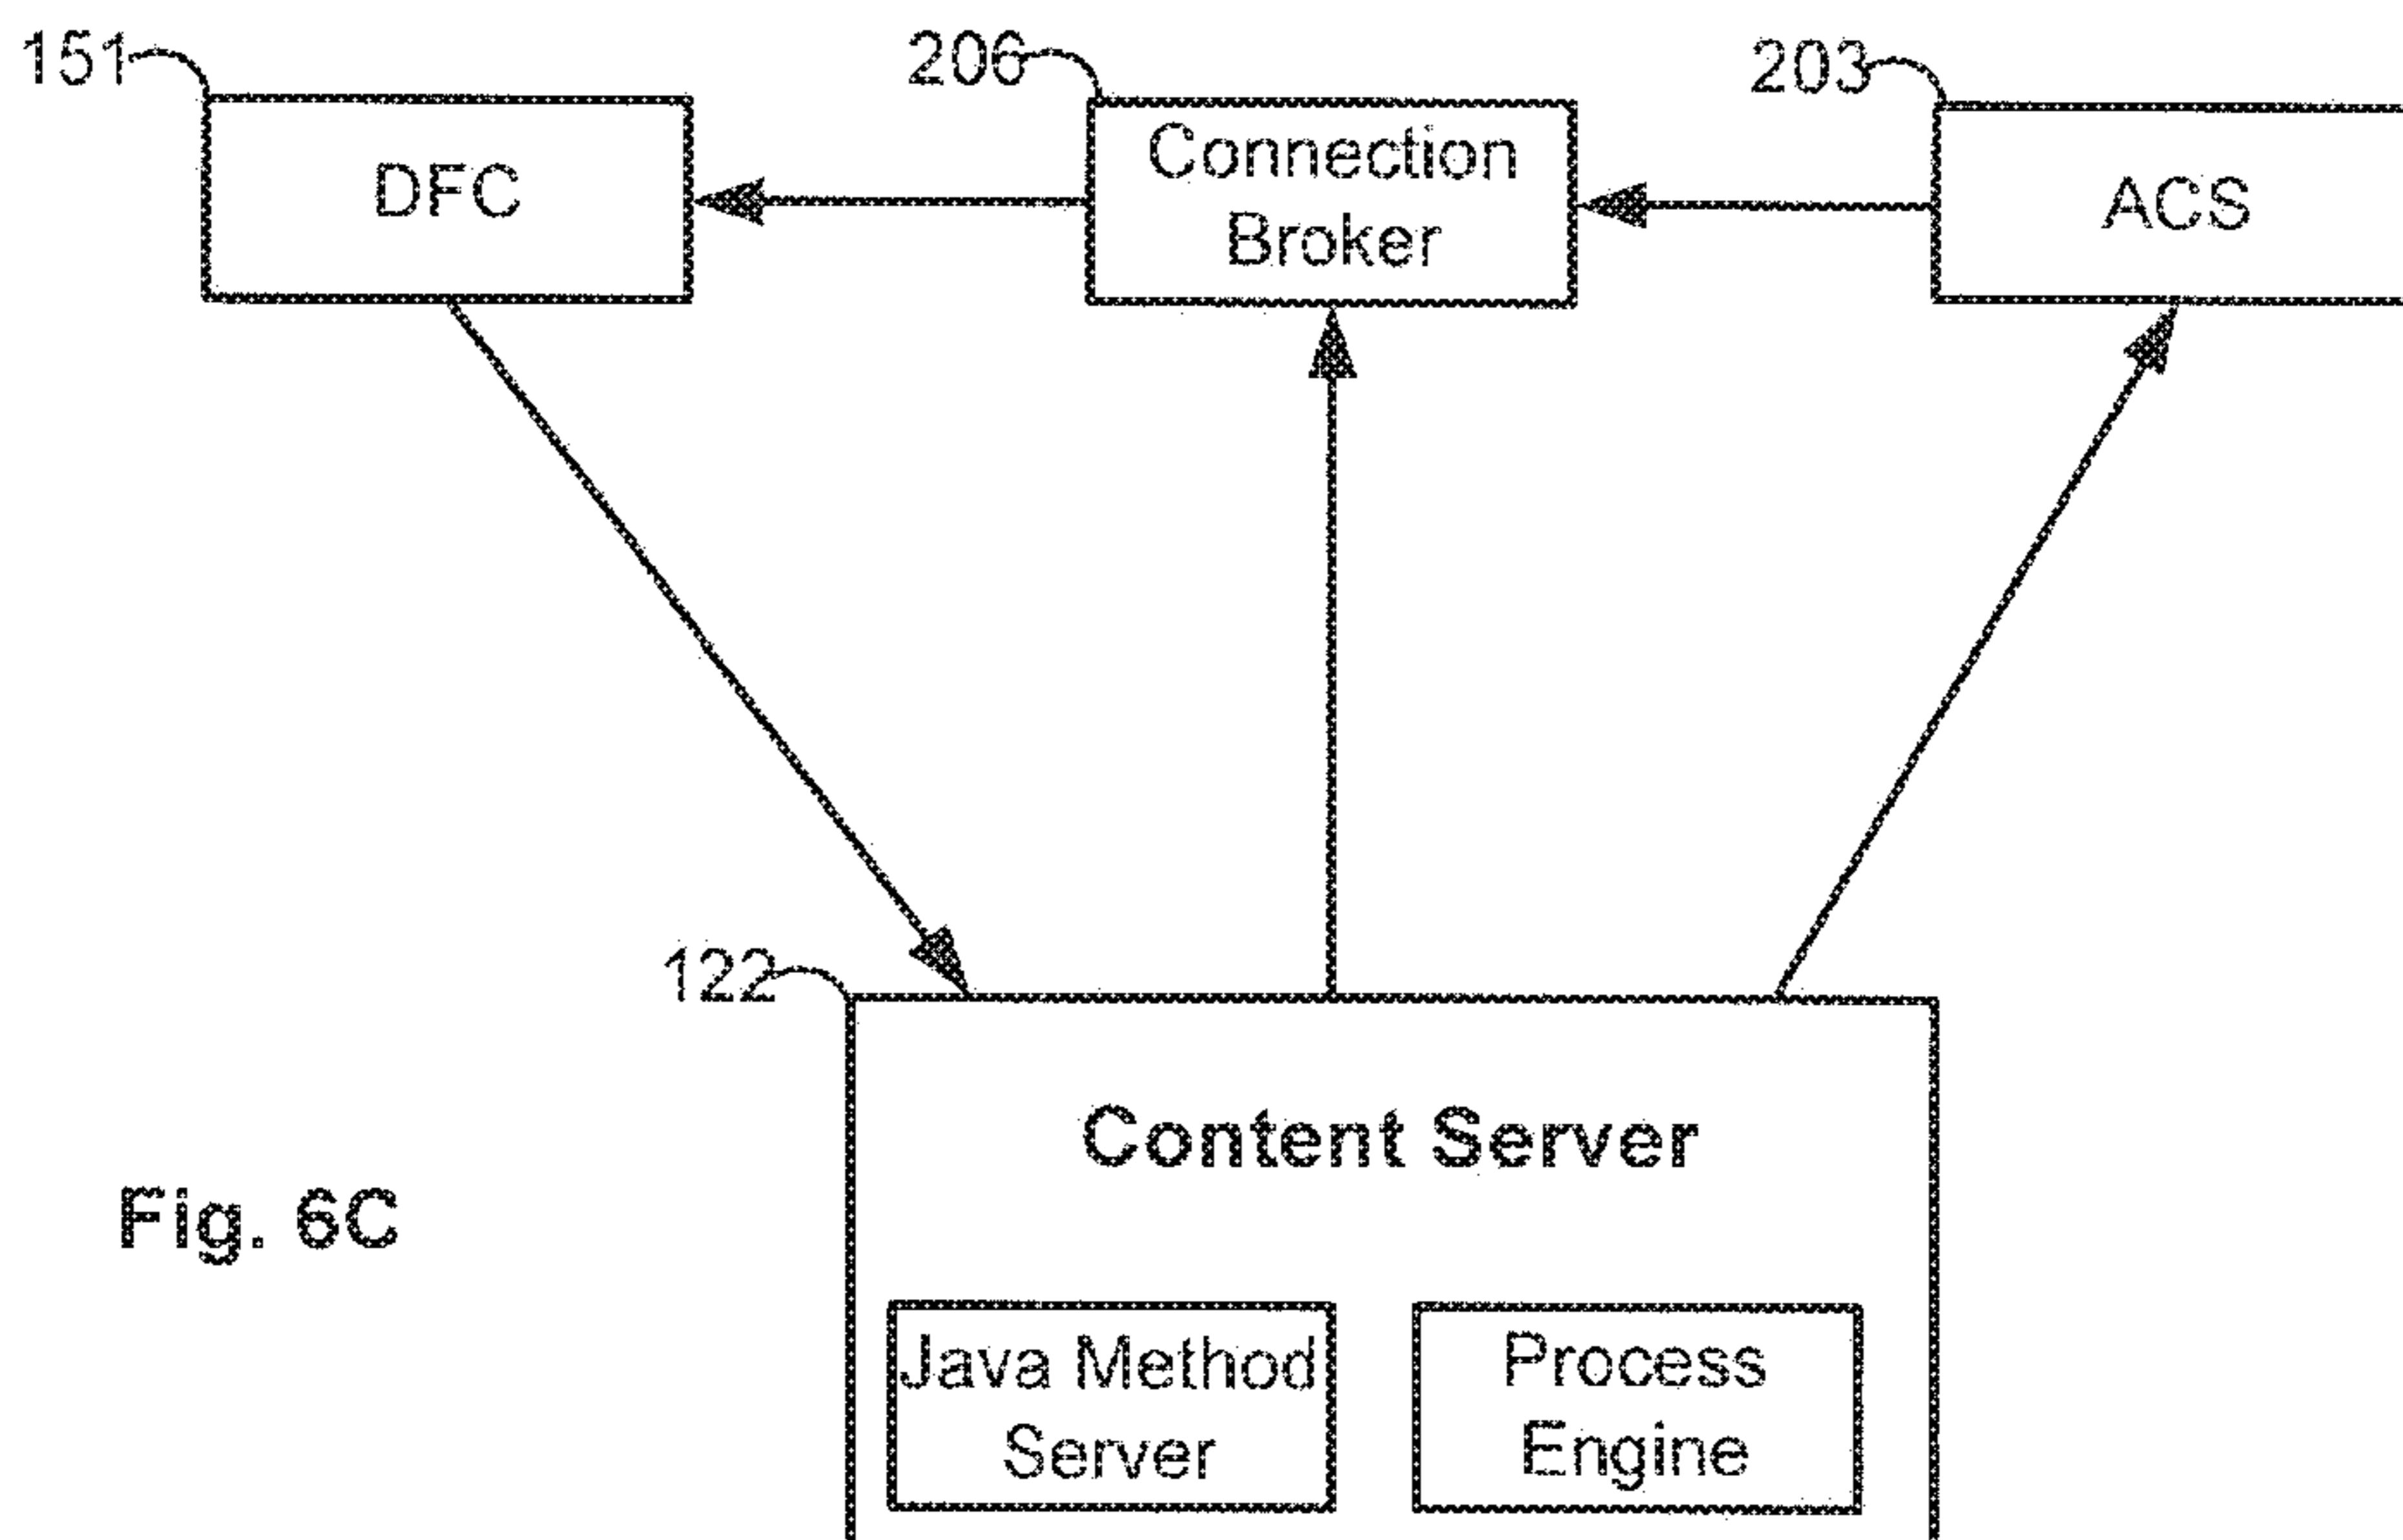 151
206
203
DFC
Connection
Broker
ACS
122
Content Server
Fig. 6C
Java Method
Server
Process
Engine